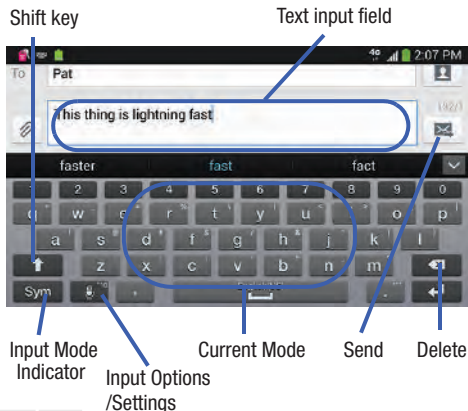 Shift key
Text input field
4G 2:07 PM
To Pat
This thing is lightning fast
faster fast fact
1 2 3 4 5 6 7 8 9 0
q w e r t y u i o p
a s d f g h j k l
z x c v b n m
Sym , .
Input Mode
Indicator
Input Options
/Settings
Current Mode
Send
Delete